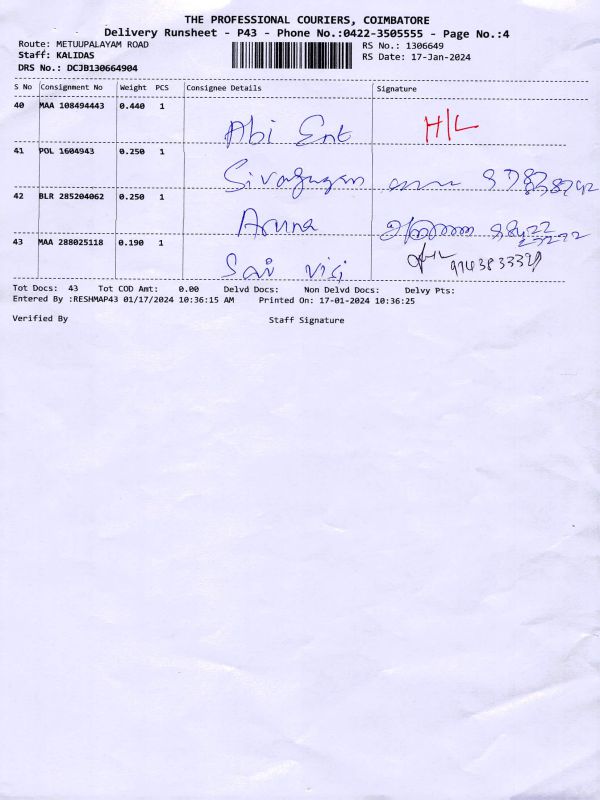 THE PROFESSIONAL COURIERS, COIMBATORE
Delivery Runsheet - P43 - Phone No.:0422-3505555 - Page No.:4
Route: METUUPALAYAM ROAD RS No.: 1306649
Staff: KALIDAS RS Date: 17-Jan-2024
DRS No.: DCJB130664904
S No Consignment No Weight PCS Consignee Details Signature
40 MAA 108494443 0.440 1
Abi Ent H/L
41 POL 1604943 0.250 1
42 BLR 285204062 0.250 1
Aruna
43 MAA 288025118 0.190 1
Sai
Tot Docs: 43 Tot COD Amt: 0.00 Delvd Docs: Non Delvd Docs: Delvy Pts:
Entered By :RESHMAP43 01/17/2024 10:36:15 AM Printed On: 17-01-2024 10:36:25
Verified By Staff Signature